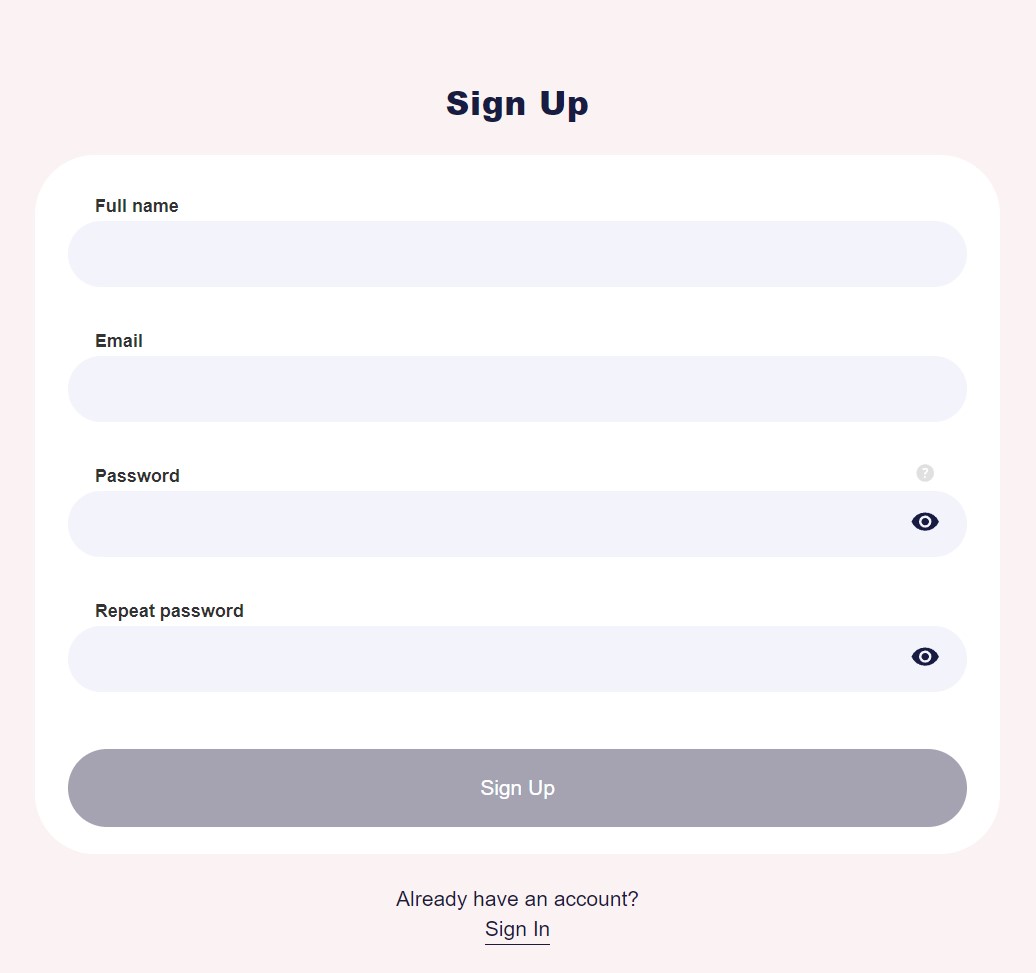 Sign Up
Full name
Email
Password
?
Repeat password
Sign Up
Already have an account?
Sign In